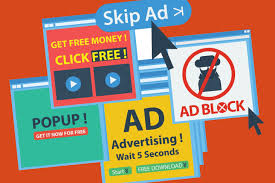 Skip Ad
GET FREE MONEY!
CLICK FREE!
AD BLOCK
POPUP!
GET IT NOW FOR FREE
AD
Advertising!
Wait 5 Seconds
Start
FREE DOWNLOAD